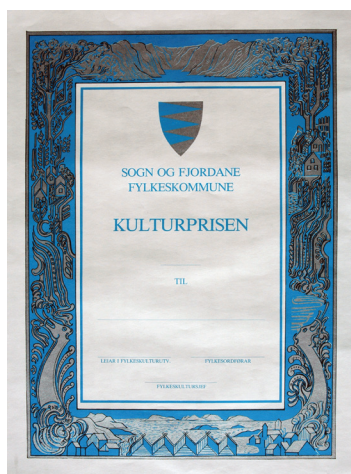 SOGN OG FJORDANE
FYLKESKOMMUNE
KULTURPRISEN
TIL
LEIAR I FYLKESKULTURUTV. FYLKESORDFØRAR
FYLKESKULTURSJEF